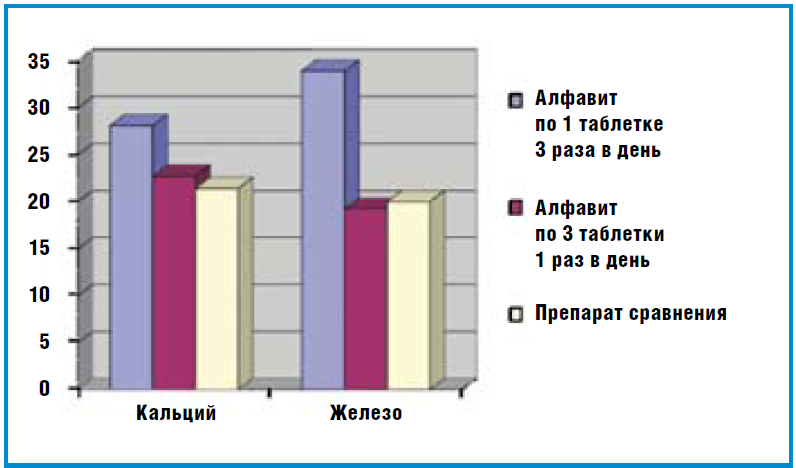 35
30
25
20
15
10
5
0
Кальций
Железо
Алфавит
по 1 таблетке
3 раза в день
Алфавит
по 3 таблетки
1 раз в день
Препарат сравнения